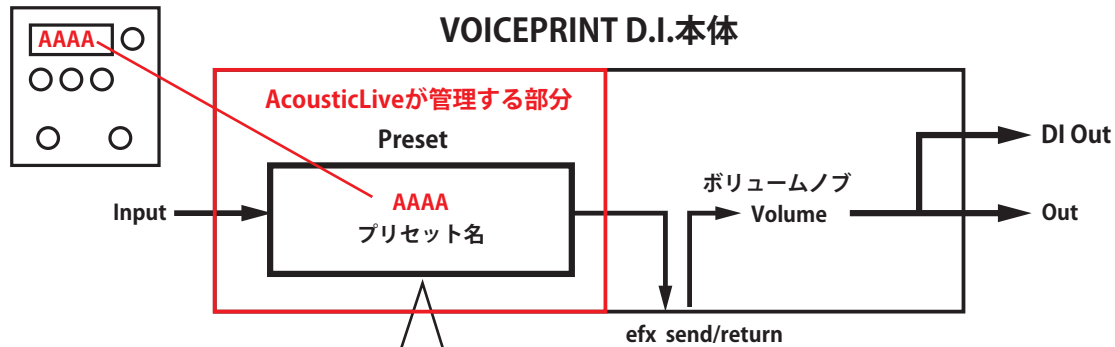 VOICEPRINT D.I.本体
AAAA
AcousticLiveが管理する部分
Preset
AAAA
プリセット名
Input
ボリュームノブ
Volume
DI Out
Out
efx send/return